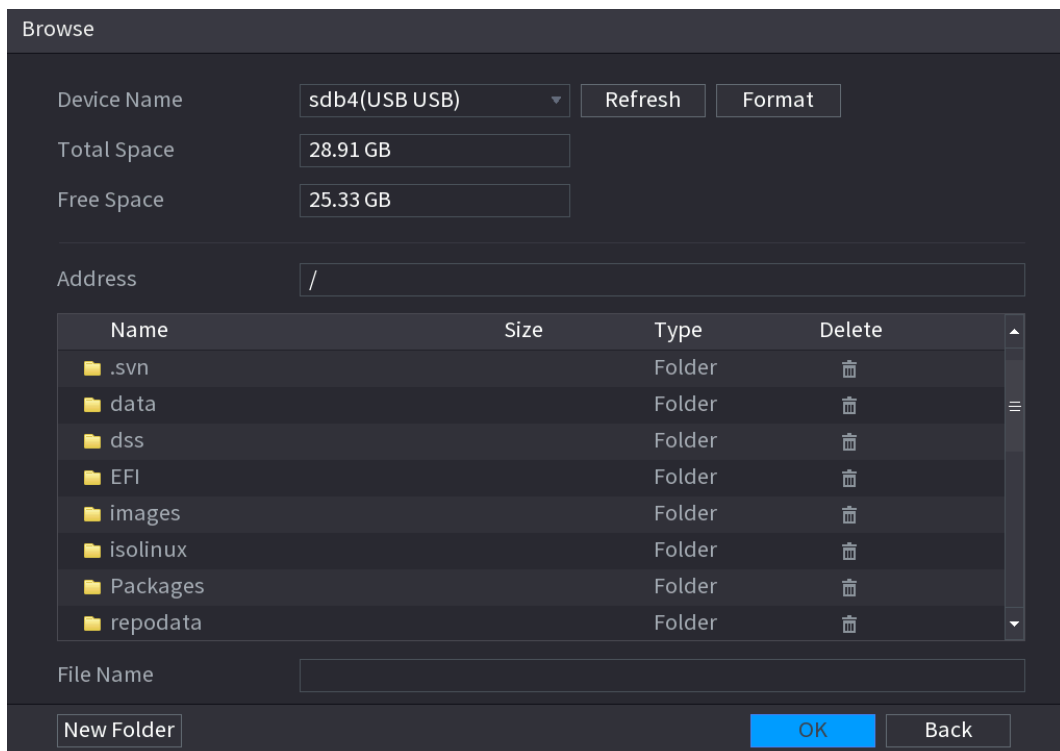 Browse
Device Name sdb4(USB USB) Refresh Format
Total Space 28.91 GB
Free Space 25.33 GB
Address /
Name Size Type Delete
.svn Folder
data Folder
dss Folder
EFI Folder
images Folder
isolinux Folder
Packages Folder
repodata Folder
File Name
New Folder OK Back